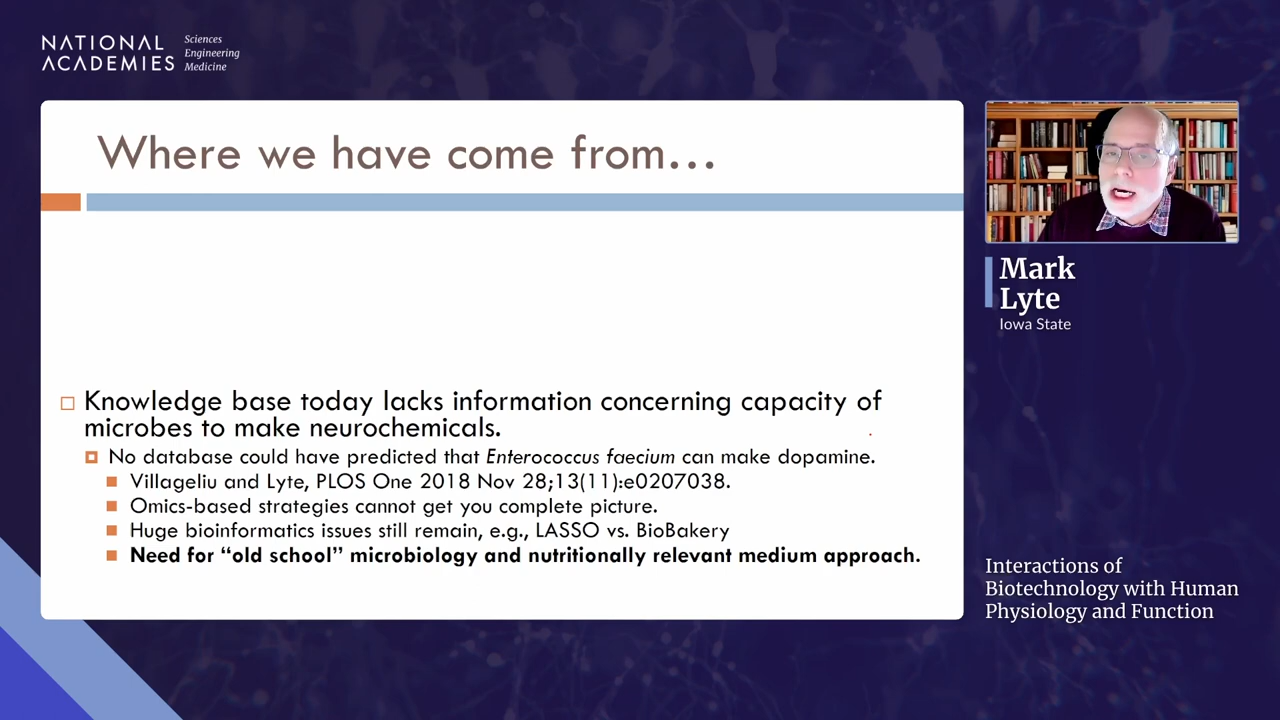 NATIONAL
ACADEMIES
Sciences
Engineering
Medicine
Where we have come from...
Knowledge base today lacks information concerning capacity of
microbes to make neurochemicals.
No database could have predicted that Enterococcus faecium can make dopamine.
Villageliu and Lyte, PLOS One 2018 Nov 28;13(11):e0207038.
Omics-based strategies cannot get you complete picture.
Huge bioinformatics issues still remain, e.g., LASSO vs. BioBakery
Need for “old school” microbiology and nutritionally relevant medium approach.
Mark
Lyte
Iowa State
Interactions of
Biotechnology with Human
Physiology and Function